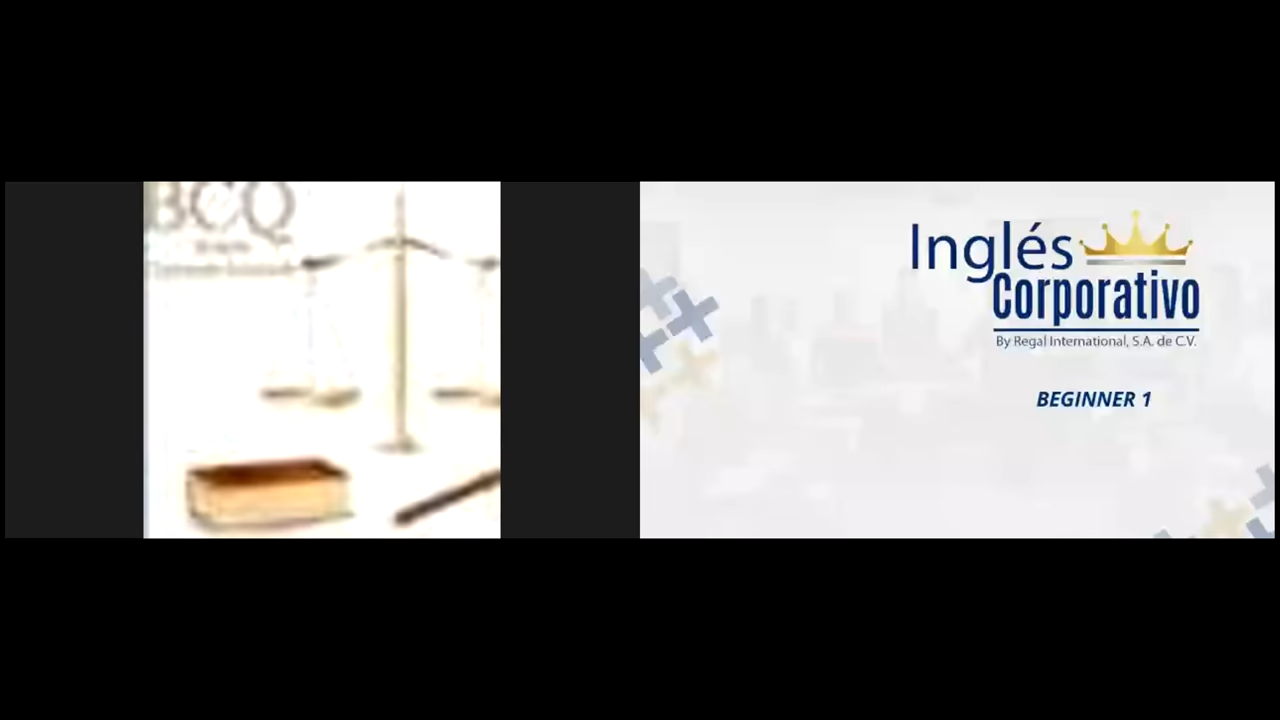 BCQ
Inglés
Corporativo
By Regal International, S.A. de C.V.
BEGINNER 1